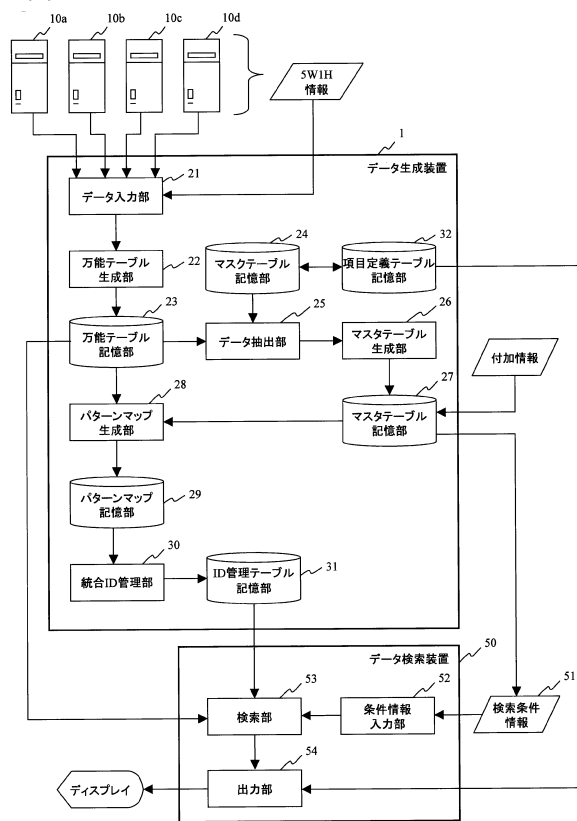 10a
10b
10c
10d
5W1H
情報
1
データ生成装置
21
データ入力部
22
万能テーブル
生成部
24
マスクテーブル
記憶部
32
項目定義テーブル
記憶部
23
万能テーブル
記憶部
25
データ抽出部
26
マスタテーブル
生成部
付加情報
28
パターンマップ
生成部
27
マスタテーブル
記憶部
29
パターンマップ
記憶部
30
統合ID管理部
31
ID管理テーブル
記憶部
データ検索装置
50
53
検索部
52
条件情報
入力部
51
検索条件
情報
54
出力部
ディスプレイ